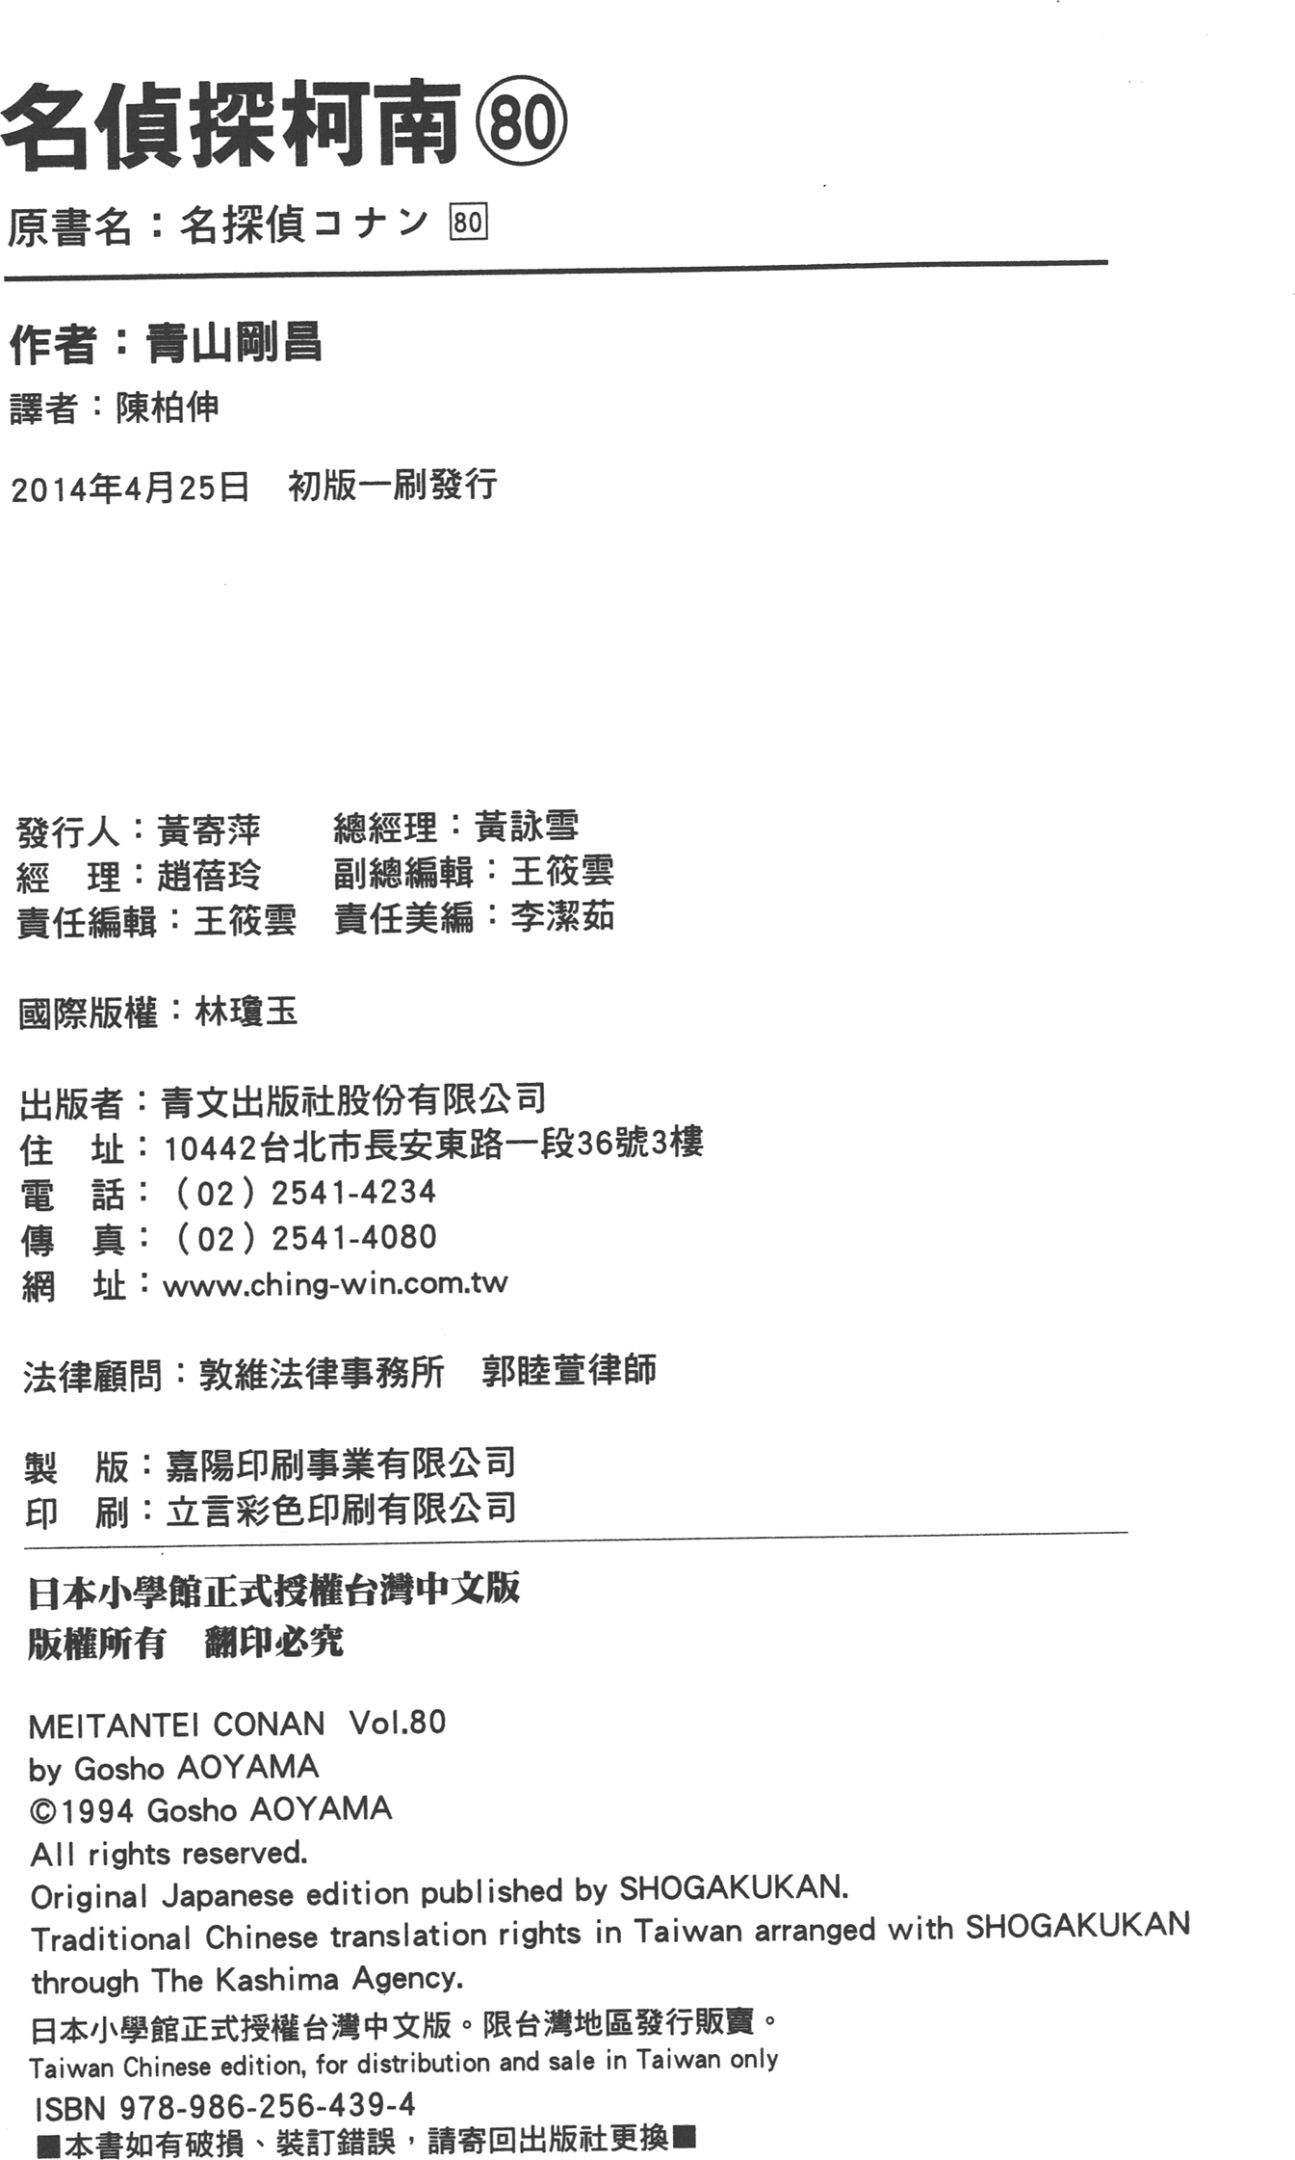 名偵探柯南 80
原書名：名探偵コナン 80
作者：青山剛昌
譯者：陳柏伸
2014年4月25日　初版一刷發行
發行人：黃寄萍　　總經理：黃詠雪
經　理：趙蓓玲　　副總編輯：王筱雲
責任編輯：王筱雲　責任美編：李潔茹
國際版權：林瓊玉
出版者：青文出版社股份有限公司
住　址：10442台北市長安東路一段36號3樓
電　話：（02）2541-4234
傳　真：（02）2541-4080
網　址：www.ching-win.com.tw
法律顧問：敦維法律事務所　郭睦萱律師
製　版：嘉陽印刷事業有限公司
印　刷：立言彩色印刷有限公司
日本小學館正式授權台灣中文版
版權所有　翻印必究
MEITANTEI CONAN Vol.80
by Gosho AOYAMA
©1994 Gosho AOYAMA
All rights reserved.
Original Japanese edition published by SHOGAKUKAN.
Traditional Chinese translation rights in Taiwan arranged with SHOGAKUKAN
through The Kashima Agency.
日本小學館正式授權台灣中文版。限台灣地區發行販賣。
Taiwan Chinese edition, for distribution and sale in Taiwan only
ISBN 978-986-256-439-4
■本書如有破損、裝訂錯誤，請寄回出版社更換■